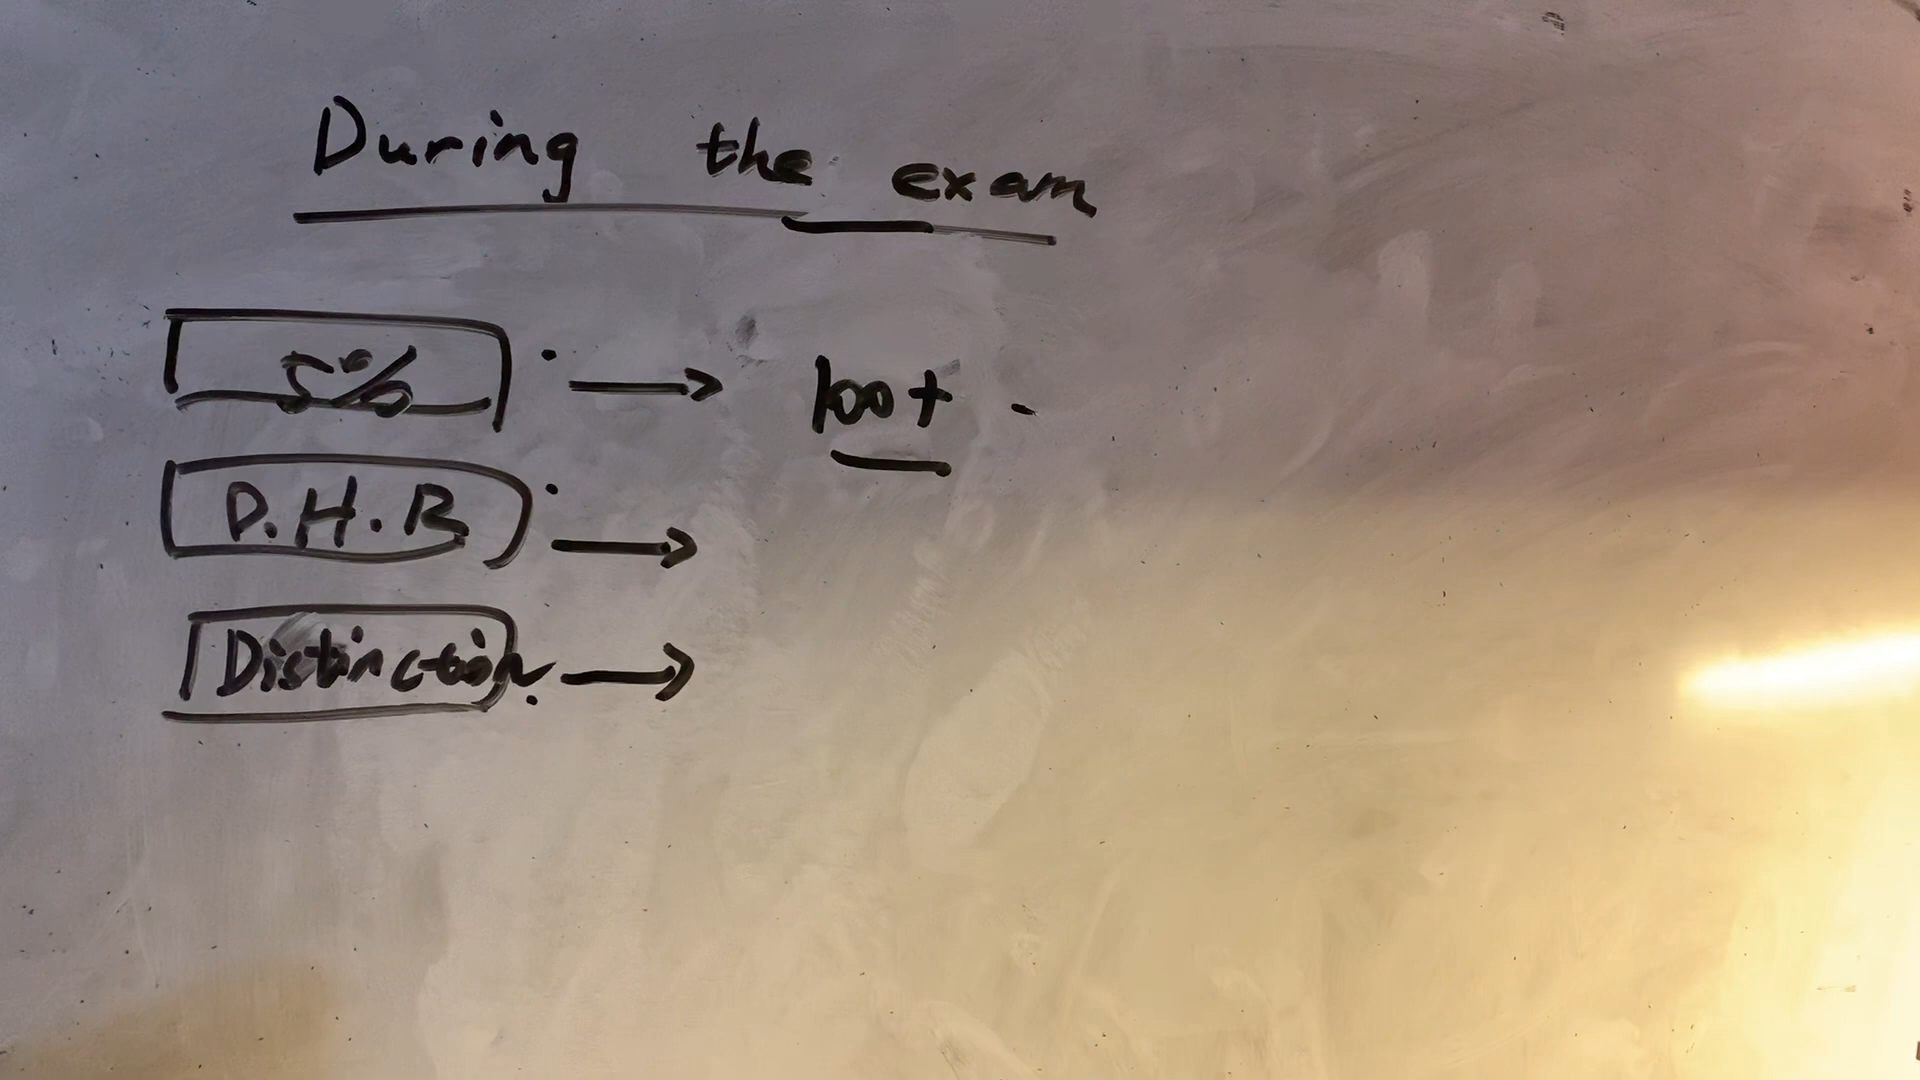 During the exam
5% → 100+
D.H.B →
Distinction →